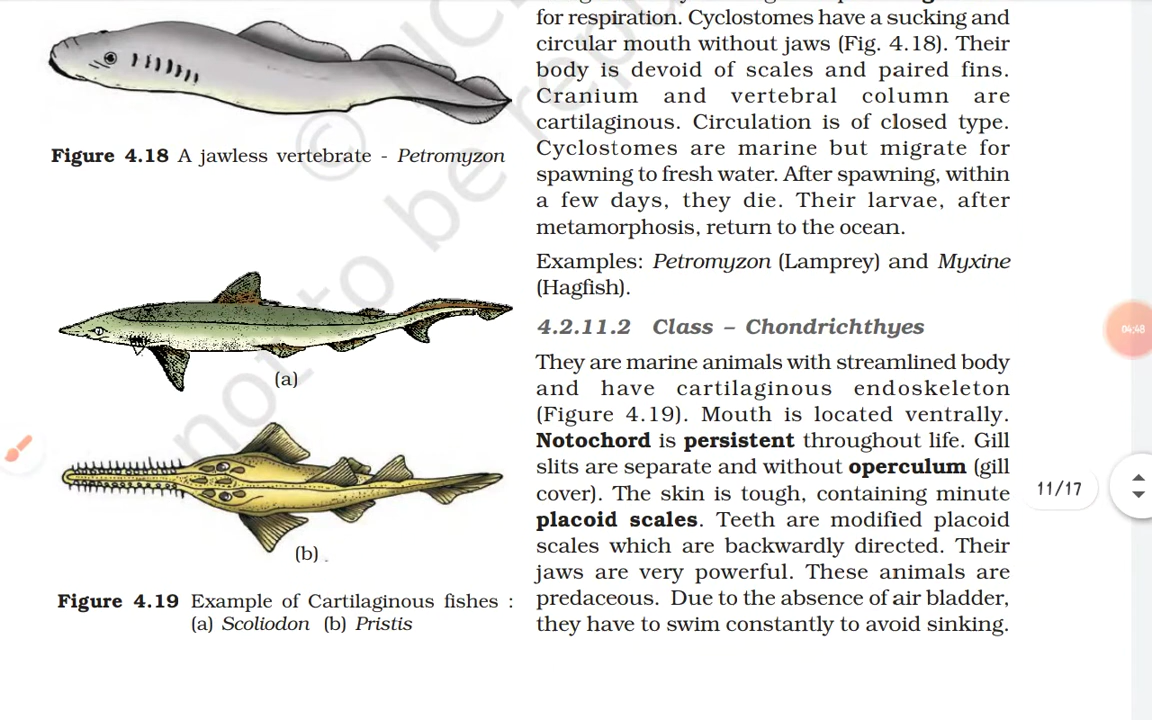 for respiration. Cyclostomes have a sucking and
circular mouth without jaws (Fig. 4.18). Their
body is devoid of scales and paired fins.
Cranium and vertebral column are
cartilaginous. Circulation is of closed type.
Cyclostomes are marine but migrate for
spawning to fresh water. After spawning, within
a few days, they die. Their larvae, after
metamorphosis, return to the ocean.
Examples: Petromyzon (Lamprey) and Myxine
(Hagfish).
4.2.11.2 Class – Chondrichthyes
They are marine animals with streamlined body
and have cartilaginous endoskeleton
(Figure 4.19). Mouth is located ventrally.
Notochord is persistent throughout life. Gill
slits are separate and without operculum (gill
cover). The skin is tough, containing minute
placoid scales. Teeth are modified placoid
scales which are backwardly directed. Their
jaws are very powerful. These animals are
predaceous. Due to the absence of air bladder,
they have to swim constantly to avoid sinking.
Figure 4.18 A jawless vertebrate - Petromyzon
(a)
(b)
Figure 4.19 Example of Cartilaginous fishes :
(a) Scoliodon (b) Pristis
not to be
©
04:48
11/17